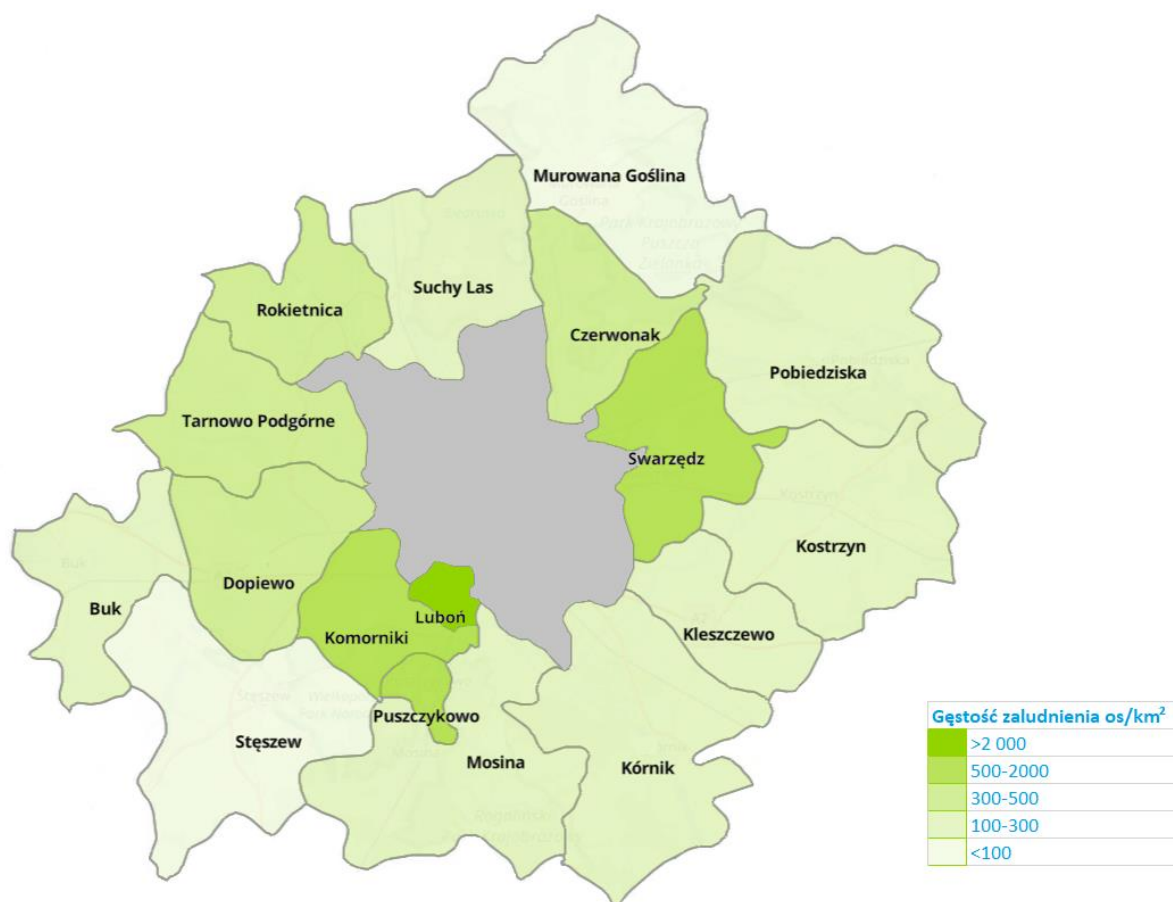 Murowana Goślina
Suchy Las
Rokietnica
Czerwonak
Pobiedziska
Tarnowo Podgórne
Swarzędz
Kostrzyn
Dopiewo
Buk
Luboń
Komorniki
Kleszczewo
Puszczykowo
Stęszew
Mosina
Kórnik
Gęstość zaludnienia os/km²
>2 000
500-2000
300-500
100-300
<100